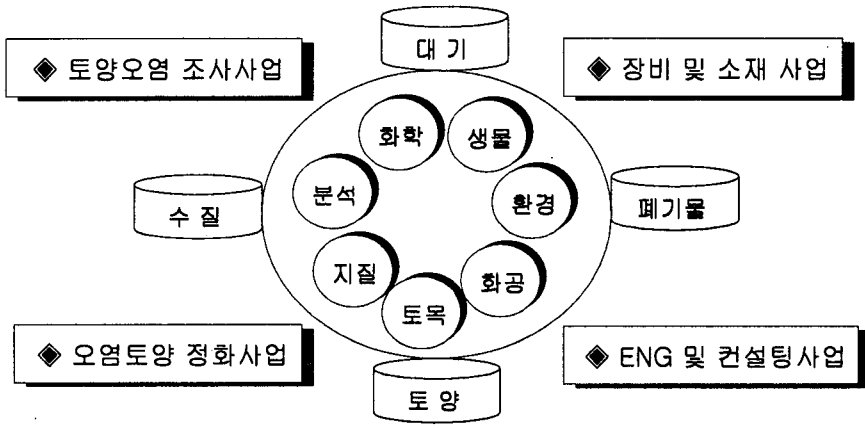 대 기
◈ 토양오염 조사사업
◈ 장비 및 소재 사업
화학
생물
분석
환경
수 질
폐기물
지질
화공
토목
◈ 오염토양 정화사업
◈ ENG 및 컨설팅사업
토 양